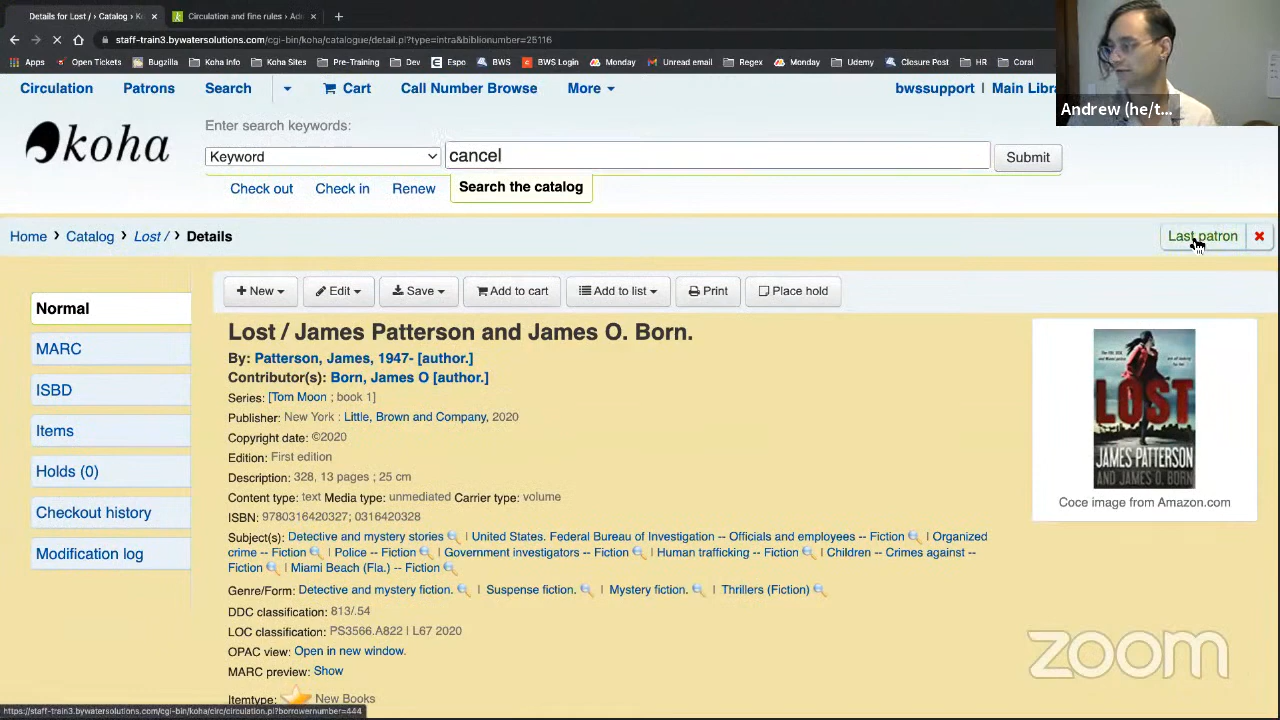 Details for Lost / Catalog › K
Circulation and fine rules › Ad
staff-train3.bywatersolutions.com/cgi-bin/koha/catalogue/detail.pl?type=intra&biblionumber=25116
Apps Open Tickets Bugzilla Koha Info Koha Sites Pre-Training Dev Espo BWS BWS Login Monday Unread email Regex Monday Udemy Closure Post HR Coral
Circulation Patrons Search Cart Call Number Browse More bwssupport | Main Libr
Andrew (he/t...
koha
Enter search keywords:
Keyword cancel Submit
Check out Check in Renew Search the catalog
Home › Catalog › Lost / › Details
Last patron
New Edit Save Add to cart Add to list Print Place hold
Normal
MARC
ISBD
Items
Holds (0)
Checkout history
Modification log
Lost / James Patterson and James O. Born.
By: Patterson, James, 1947- [author.]
Contributor(s): Born, James O [author.]
Series: [Tom Moon ; book 1]
Publisher: New York : Little, Brown and Company, 2020
Copyright date: ©2020
Edition: First edition
Description: 328, 13 pages ; 25 cm
Content type: text Media type: unmediated Carrier type: volume
ISBN: 9780316420327; 0316420328
Subject(s): Detective and mystery stories | United States. Federal Bureau of Investigation -- Officials and employees -- Fiction | Organized
crime -- Fiction | Police -- Fiction | Government investigators -- Fiction | Human trafficking -- Fiction | Children -- Crimes against --
Fiction | Miami Beach (Fla.) -- Fiction
Genre/Form: Detective and mystery fiction. | Suspense fiction. | Mystery fiction. | Thrillers (Fiction)
DDC classification: 813/.54
LOC classification: PS3566.A822 | L67 2020
OPAC view: Open in new window.
MARC preview: Show
Itemtype: New Books
LOST
JAMES
PATTERSON
AND JAMES O. BORN
Coce image from Amazon.com
zoom
https://staff-train3.bywatersolutions.com/cgi-bin/koha/circ/circulation.pl?borrowernumber=444